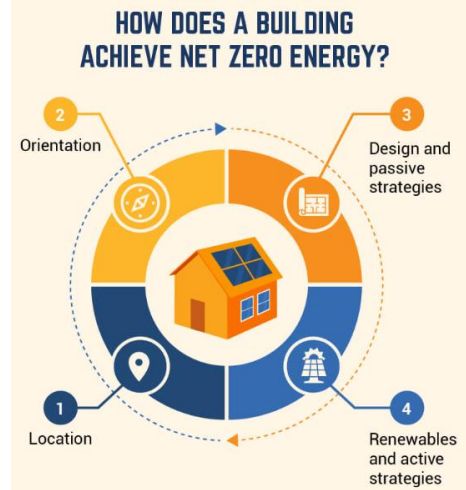 HOW DOES A BUILDING
ACHIEVE NET ZERO ENERGY?
2
Orientation
3
Design and
passive
strategies
1
Location
4
Renewables
and active
strategies